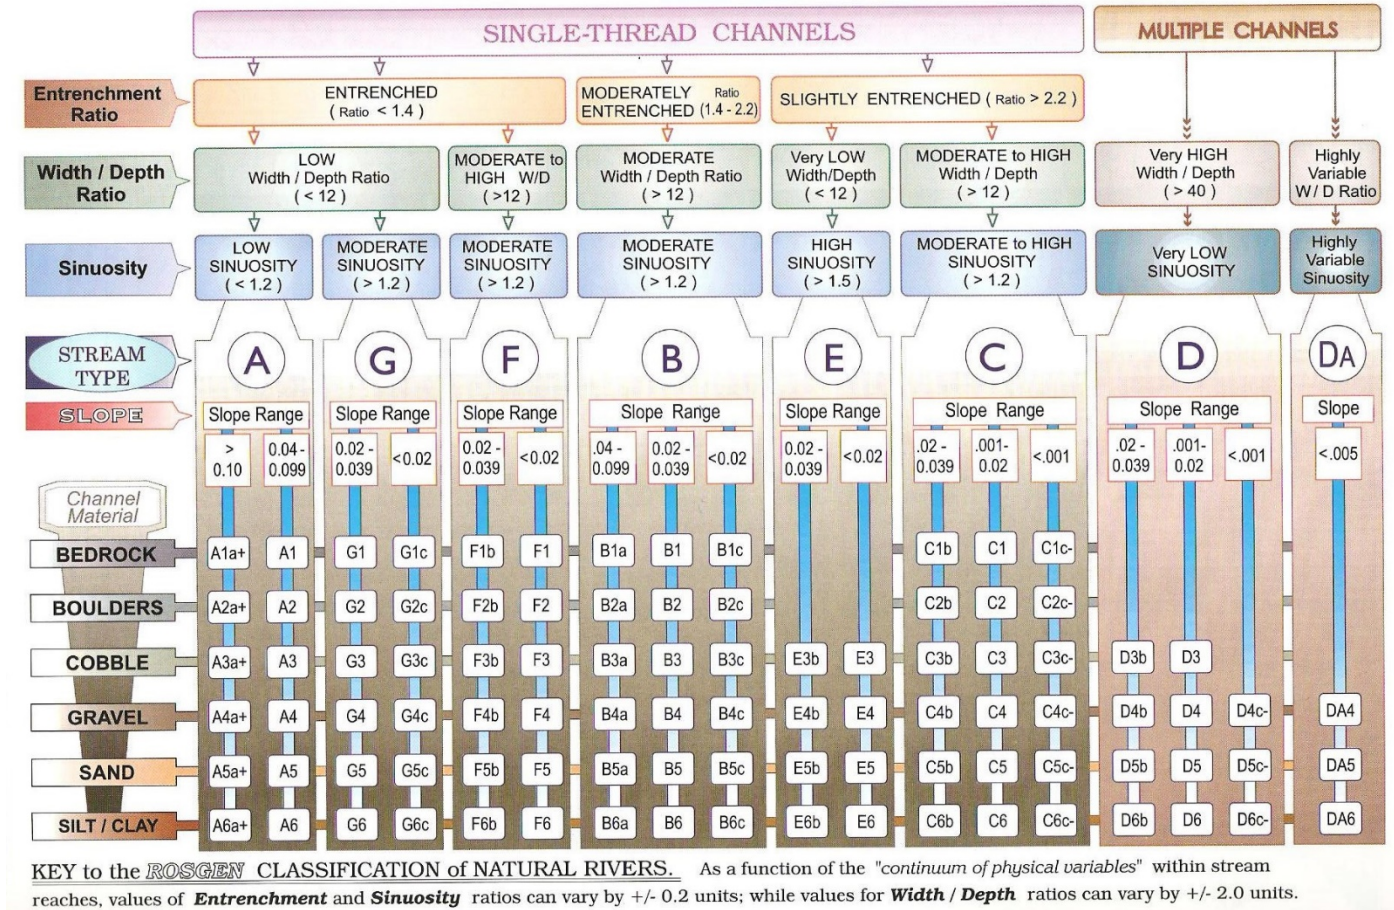 SINGLE-THREAD CHANNELS
MULTIPLE CHANNELS
Entrenchment
Ratio
ENTRENCHED
( Ratio < 1.4 )
MODERATELY Ratio
ENTRENCHED (1.4 - 2.2)
SLIGHTLY ENTRENCHED ( Ratio > 2.2 )
Width / Depth
Ratio
LOW
Width / Depth Ratio
( < 12 )
MODERATE to
HIGH W/D
( >12 )
MODERATE
Width / Depth Ratio
( > 12 )
Very LOW
Width/Depth
( < 12 )
MODERATE to HIGH
Width / Depth
( > 12 )
Very HIGH
Width / Depth
( > 40 )
Highly
Variable
W / D Ratio
Sinuosity
LOW
SINUOSITY
( < 1.2 )
MODERATE
SINUOSITY
( > 1.2 )
MODERATE
SINUOSITY
( > 1.2 )
MODERATE
SINUOSITY
( > 1.2 )
HIGH
SINUOSITY
( > 1.5 )
MODERATE to HIGH
SINUOSITY
( > 1.2 )
Very LOW
SINUOSITY
Highly
Variable
Sinuosity
STREAM
TYPE
A G F B E C D DA
SLOPE
Slope Range Slope Range Slope Range Slope Range Slope Range Slope Range Slope Range Slope
>
0.10
0.04 -
0.099
0.02 -
0.039
<0.02
0.02 -
0.039
<0.02
.04 -
0.099
0.02 -
0.039
<0.02
0.02 -
0.039
<0.02
.02 -
0.039
.001-
0.02
<.001
.02 -
0.039
.001-
0.02
<.001
<.005
Channel
Material
BEDROCK A1a+ A1 G1 G1c F1b F1 B1a B1 B1c C1b C1 C1c-
BOULDERS A2a+ A2 G2 G2c F2b F2 B2a B2 B2c C2b C2 C2c-
COBBLE A3a+ A3 G3 G3c F3b F3 B3a B3 B3c E3b E3 C3b C3 C3c- D3b D3
GRAVEL A4a+ A4 G4 G4c F4b F4 B4a B4 B4c E4b E4 C4b C4 C4c- D4b D4 D4c- DA4
SAND A5a+ A5 G5 G5c F5b F5 B5a B5 B5c E5b E5 C5b C5 C5c- D5b D5 D5c- DA5
SILT / CLAY A6a+ A6 G6 G6c F6b F6 B6a B6 B6c E6b E6 C6b C6 C6c- D6b D6 D6c- DA6
KEY to the ROSGEN CLASSIFICATION of NATURAL RIVERS. As a function of the "continuum of physical variables" within stream
reaches, values of Entrenchment and Sinuosity ratios can vary by +/- 0.2 units; while values for Width / Depth ratios can vary by +/- 2.0 units.